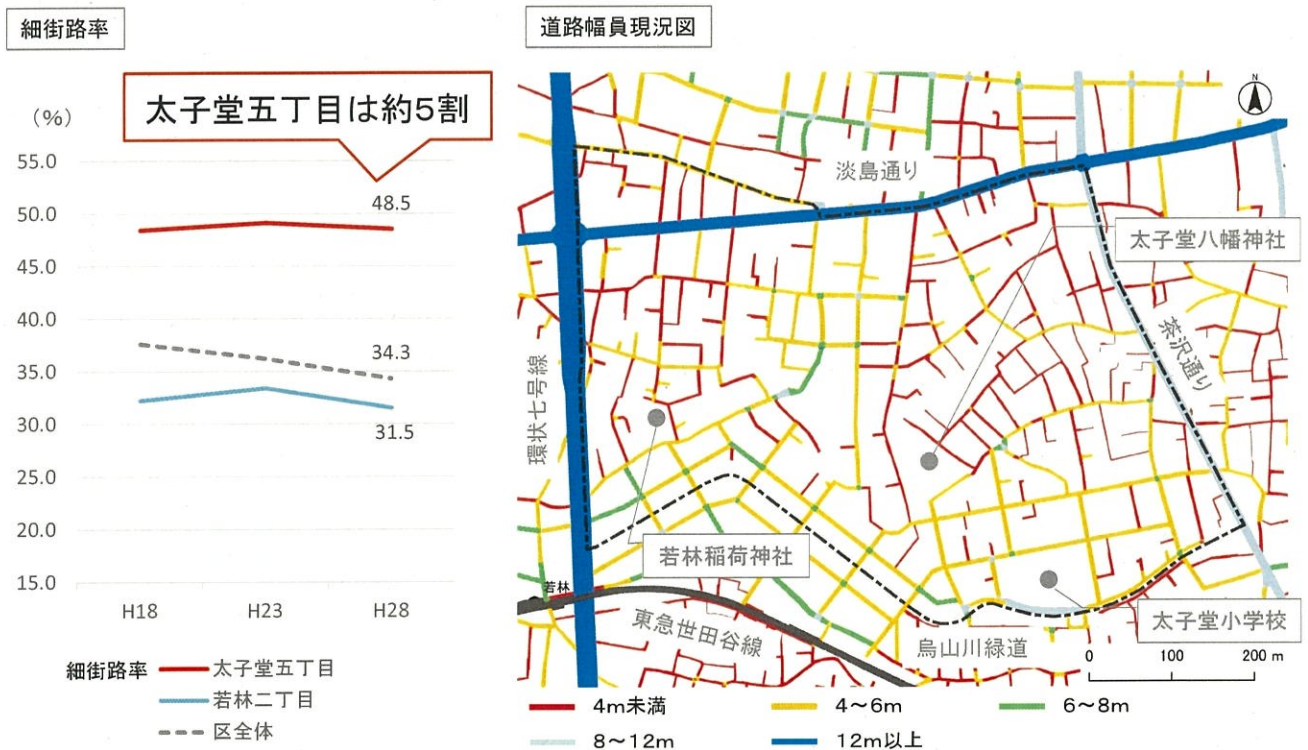 細街路率
(%)
太子堂五丁目は約5割
55.0
50.0
45.0
40.0
35.0
30.0
25.0
20.0
15.0
48.5
34.3
31.5
H18
H23
H28
細街路率
太子堂五丁目
若林二丁目
区全体
道路幅員現況図
N
淡島通り
太子堂八幡神社
茶沢通り
環状七号線
若林稲荷神社
若林
東急世田谷線
烏山川緑道
太子堂小学校
0 100 200 m
4m未満
4～6m
6～8m
8～12m
12m以上